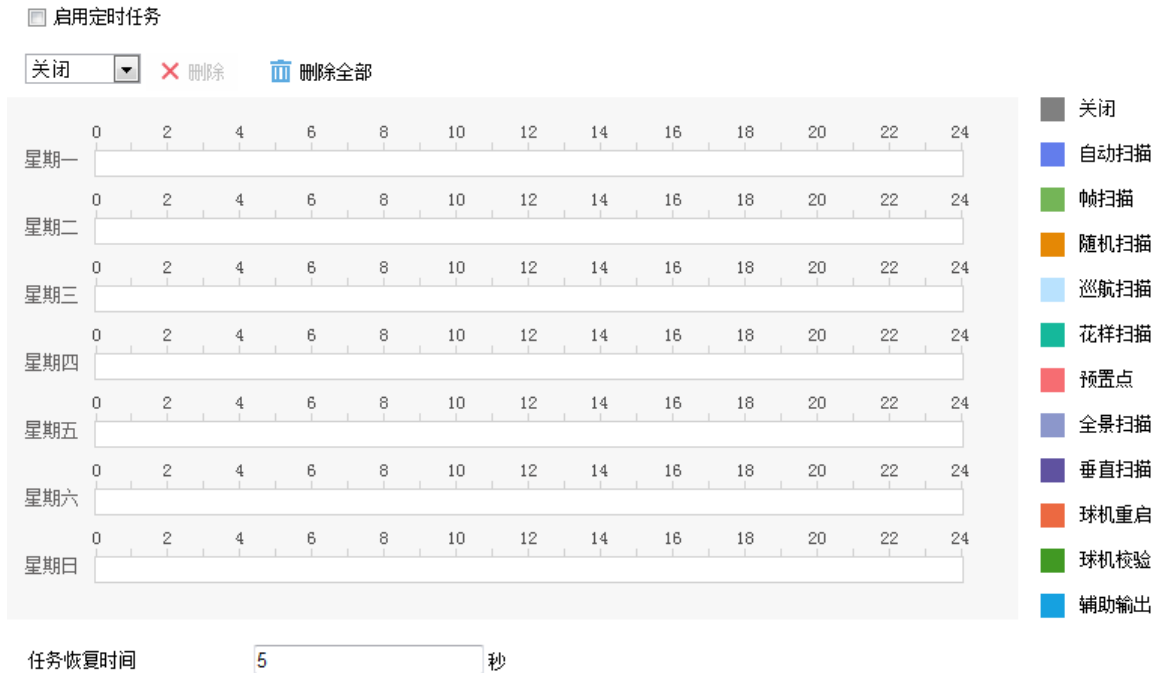 启用定时任务
关闭 删除 删除全部
0 2 4 6 8 10 12 14 16 18 20 22 24
星期一
0 2 4 6 8 10 12 14 16 18 20 22 24
星期二
0 2 4 6 8 10 12 14 16 18 20 22 24
星期三
0 2 4 6 8 10 12 14 16 18 20 22 24
星期四
0 2 4 6 8 10 12 14 16 18 20 22 24
星期五
0 2 4 6 8 10 12 14 16 18 20 22 24
星期六
0 2 4 6 8 10 12 14 16 18 20 22 24
星期日
关闭
自动扫描
帧扫描
随机扫描
巡航扫描
花样扫描
预置点
全景扫描
垂直扫描
球机重启
球机校验
辅助输出
任务恢复时间 5 秒